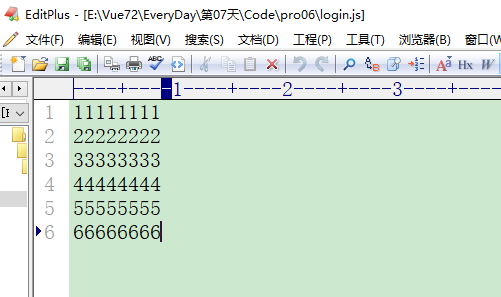 EditPlus - [E:\Vue72\EveryDay\第07天\Code\pro06\login.js]
文件(F) 编辑(E) 视图(V) 搜索(S) 文档(D) 工程(P) 工具(T) 浏览器(B) 窗口(W
ABC A Hx W
----+----1----+----2----+----3----+----
1 11111111
2 22222222
3 33333333
4 44444444
5 55555555
6 66666666